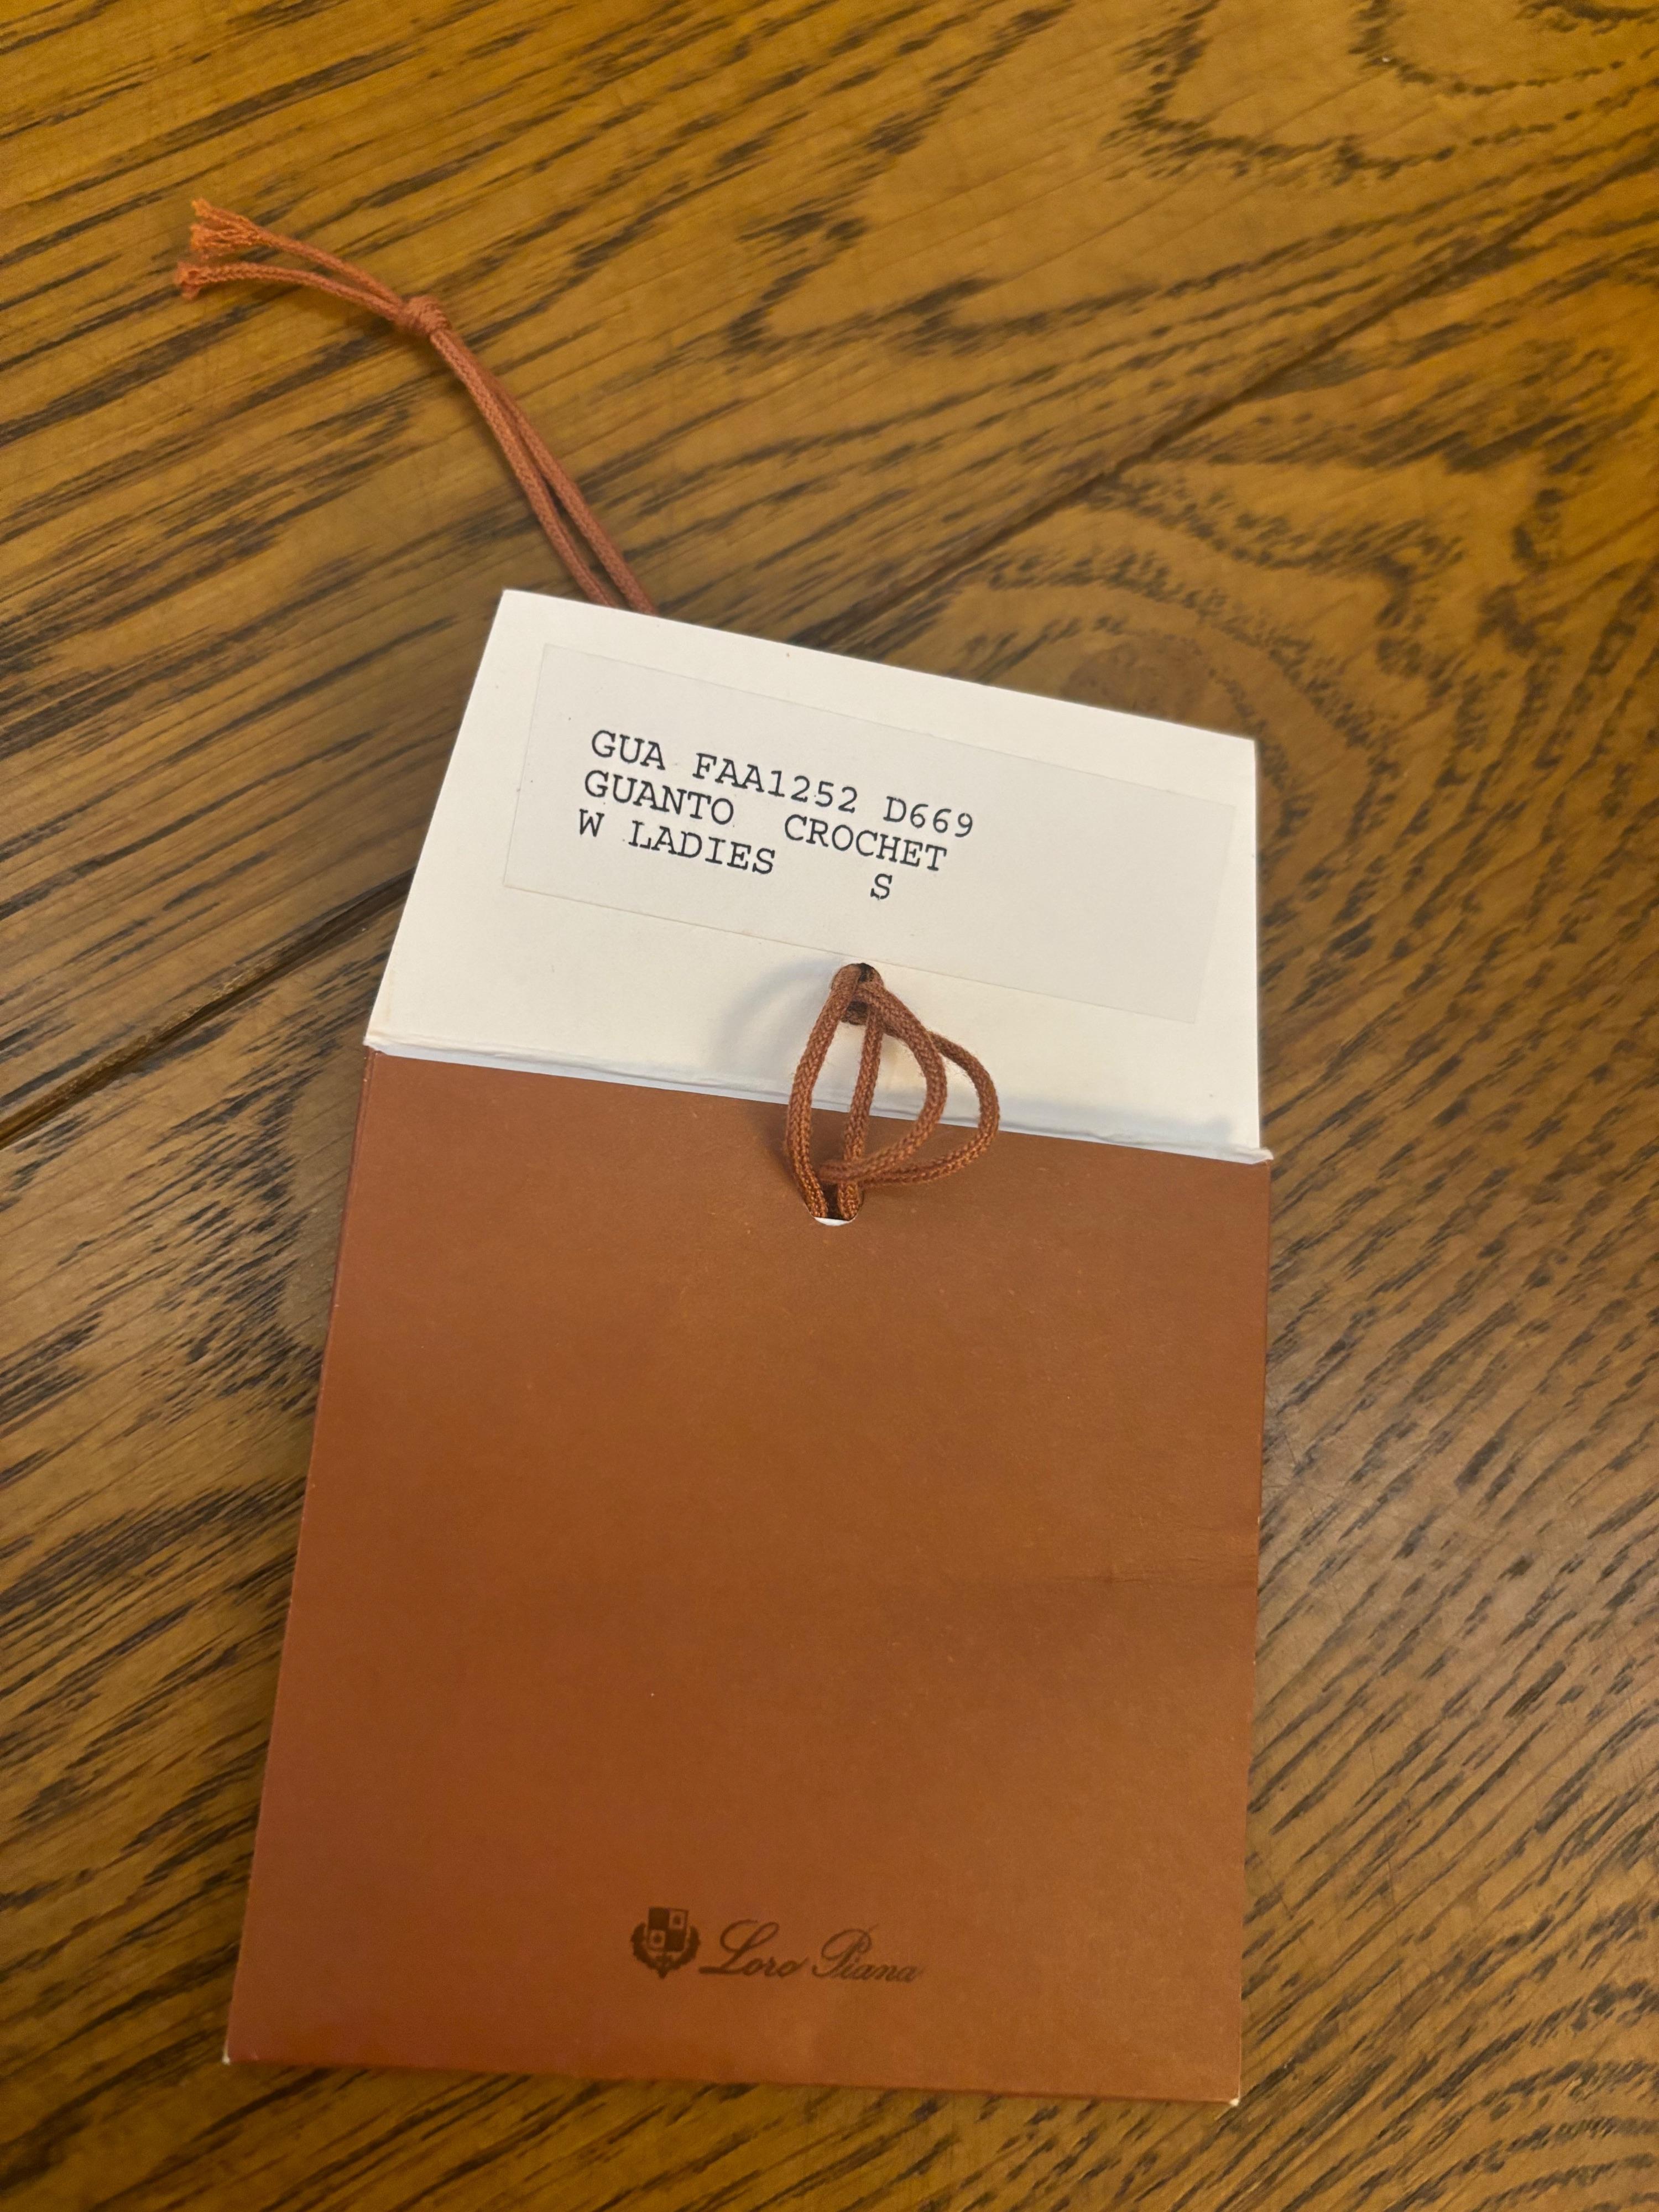 GUA FAA1252 D669
GUANTO CROCHET
W LADIES S
Loro Piana